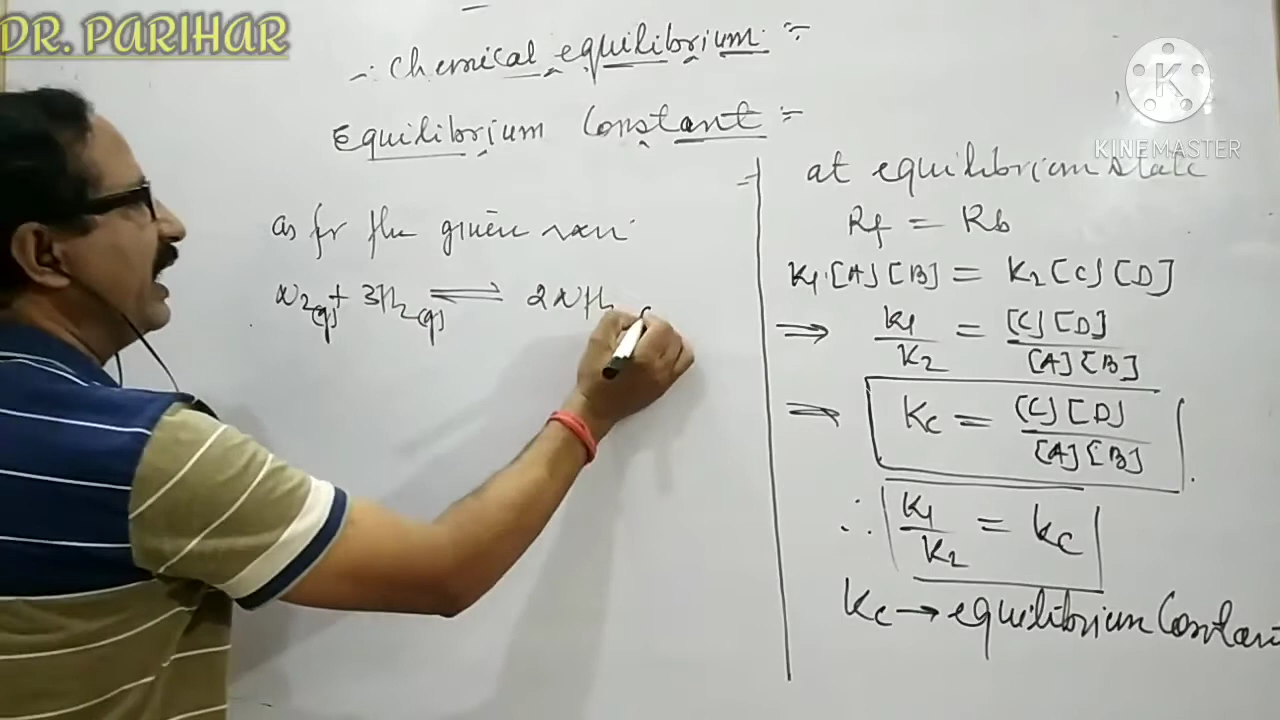 DR. PARIHAR
KINEMASTER
Chemical equilibrium
Equilibrium Constant
as for the given rxn
N2(g) + 3H2(g) ⇌ 2NH
at equilibrium state
Rf = Rb
K1.[A][B] = K2[C][D]
⇒ K1/K2 = [C][D]/[A][B]
⇒ Kc = [C][D]/[A][B]
∴ K1/K2 = Kc
Kc → equilibrium Constant